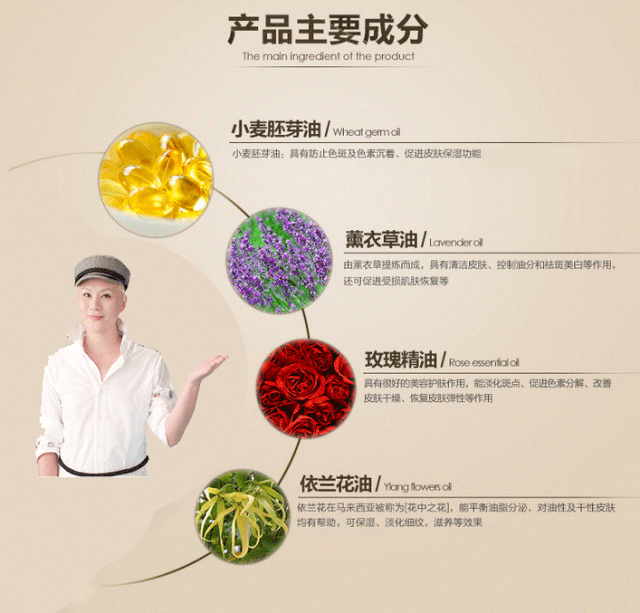 产品主要成分
The main ingredient of the product
小麦胚芽油 / Wheat germ oil
小麦胚芽油：具有防止色斑及色素沉着、促进皮肤保湿功能
薰衣草油 / Lavender oil
由薰衣草提炼而成，具有清洁皮肤、控制油分和祛斑美白等作用，
还可促进受损肌肤恢复等
玫瑰精油 / Rose essential oil
具有很好的美容护肤作用，能淡化斑点、促进色素分解、改善
皮肤干燥、恢复皮肤弹性等作用
依兰花油 / Ylang flowers oil
依兰花在马来西亚被称为[花中之花]，能平衡油脂分泌，对油性及干性皮肤
均有帮助，可保湿、淡化细纹，滋养等效果